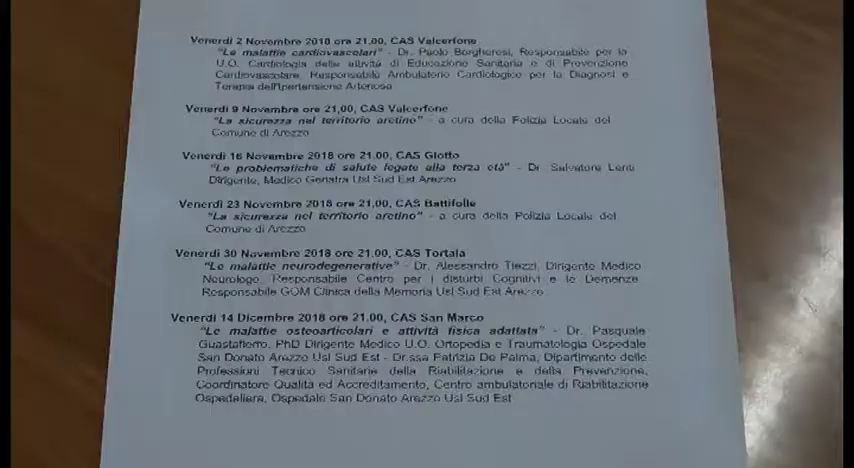 Venerdì 2 Novembre 2018 ore 21,00, CAS Valcerfone
"Le malattie cardiovascolari" - Dr. Paolo Borgheresi, Responsabile per la
U.O. Cardiologia delle attività di Educazione Sanitaria e di Prevenzione
Cardiovascolare, Responsabile Ambulatorio Cardiologico per la Diagnosi e
Terapia dell'Ipertensione Arteriosa
Venerdì 9 Novembre ore 21,00, CAS Valcerfone
"La sicurezza nel territorio aretino" - a cura della Polizia Locale del
Comune di Arezzo
Venerdì 16 Novembre 2018 ore 21.00, CAS Giotto
"Le problematiche di salute legate alla terza età" - Dr. Salvatore Lenti
Dirigente, Medico Geriatra Usl Sud Est Arezzo
Venerdì 23 Novembre 2018 ore 21,00, CAS Battifolle
"La sicurezza nel territorio aretino" - a cura della Polizia Locale del
Comune di Arezzo
Venerdì 30 Novembre 2018 ore 21,00, CAS Tortaia
"Le malattie neurodegenerative" - Dr. Alessandro Tiezzi, Dirigente Medico
Neurologo, Responsabile Centro per i disturbi Cognitivi e le Demenze
Responsabile GOM Clinica della Memoria Usl Sud Est Arezzo
Venerdì 14 Dicembre 2018 ore 21.00, CAS San Marco
"Le malattie osteoarticolari e attività fisica adattata" - Dr. Pasquale
Guastafierro, PhD Dirigente Medico U.O. Ortopedia e Traumatologia Ospedale
San Donato Arezzo Usl Sud Est - Dr.ssa Patrizia De Palma, Dipartimento delle
Professioni Tecnico Sanitarie della Riabilitazione e della Prevenzione,
Coordinatore Qualità ed Accreditamento, Centro ambulatoriale di Riabilitazione
Ospedaliera, Ospedale San Donato Arezzo Usl Sud Est